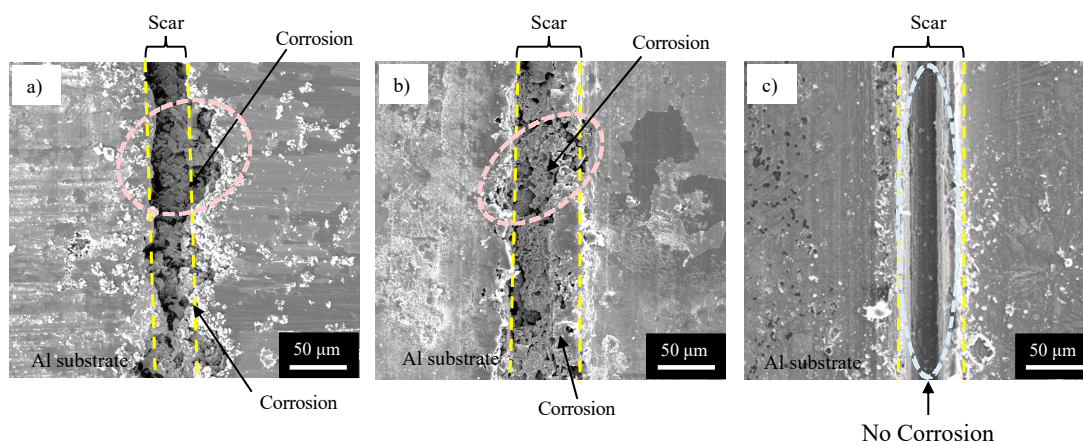 Scar
Corrosion
a)
Al substrate
50 μm
Corrosion
Scar
Corrosion
b)
Al substrate
50 μm
Corrosion
Scar
c)
Al substrate
50 μm
No Corrosion